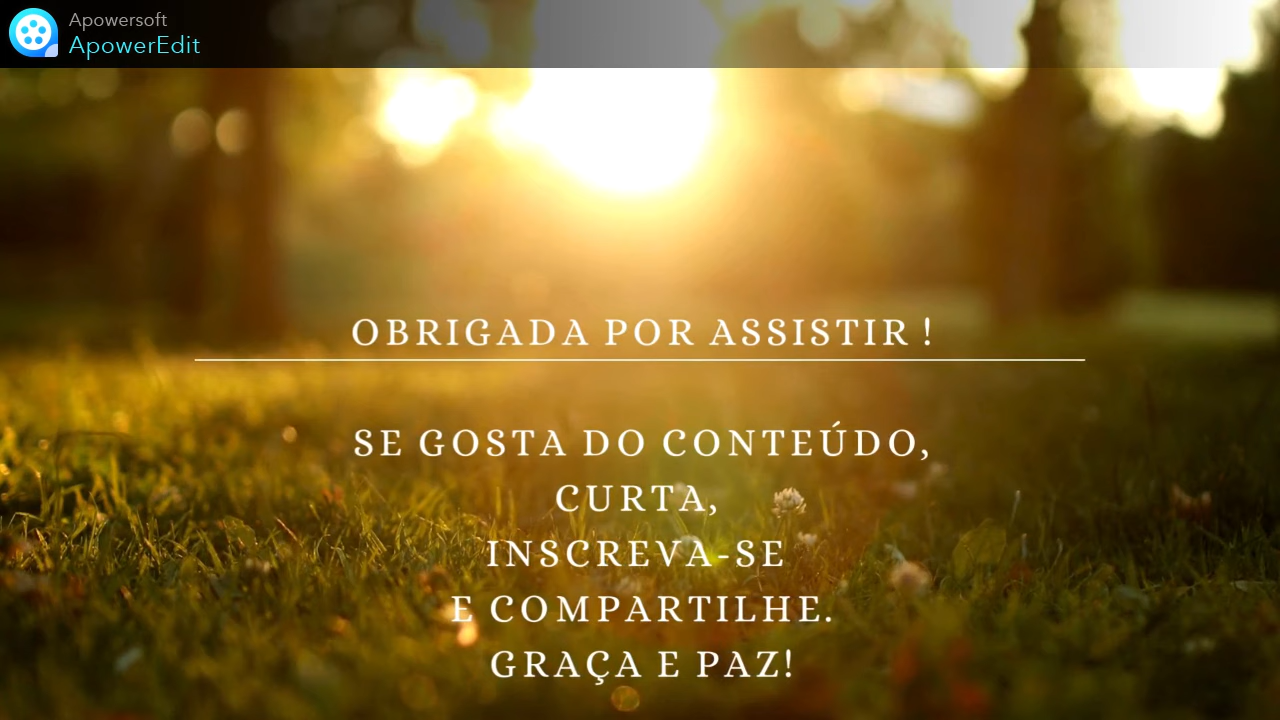 Apowersoft
ApowerEdit
OBRIGADA POR ASSISTIR !
SE GOSTA DO CONTEÚDO,
CURTA,
INSCREVA-SE
E COMPARTILHE.
GRAÇA E PAZ!